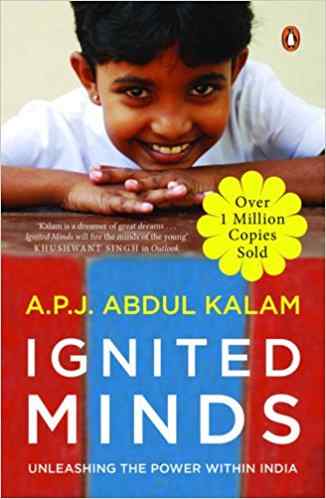 'Kalam is a dreamer of great dreams . . .
Ignited Minds will fire the minds of the young'
KHUSHWANT SINGH in Outlook
Over
1 Million
Copies
Sold
A.P.J. ABDUL KALAM
IGNITED
MINDS
UNLEASHING THE POWER WITHIN INDIA